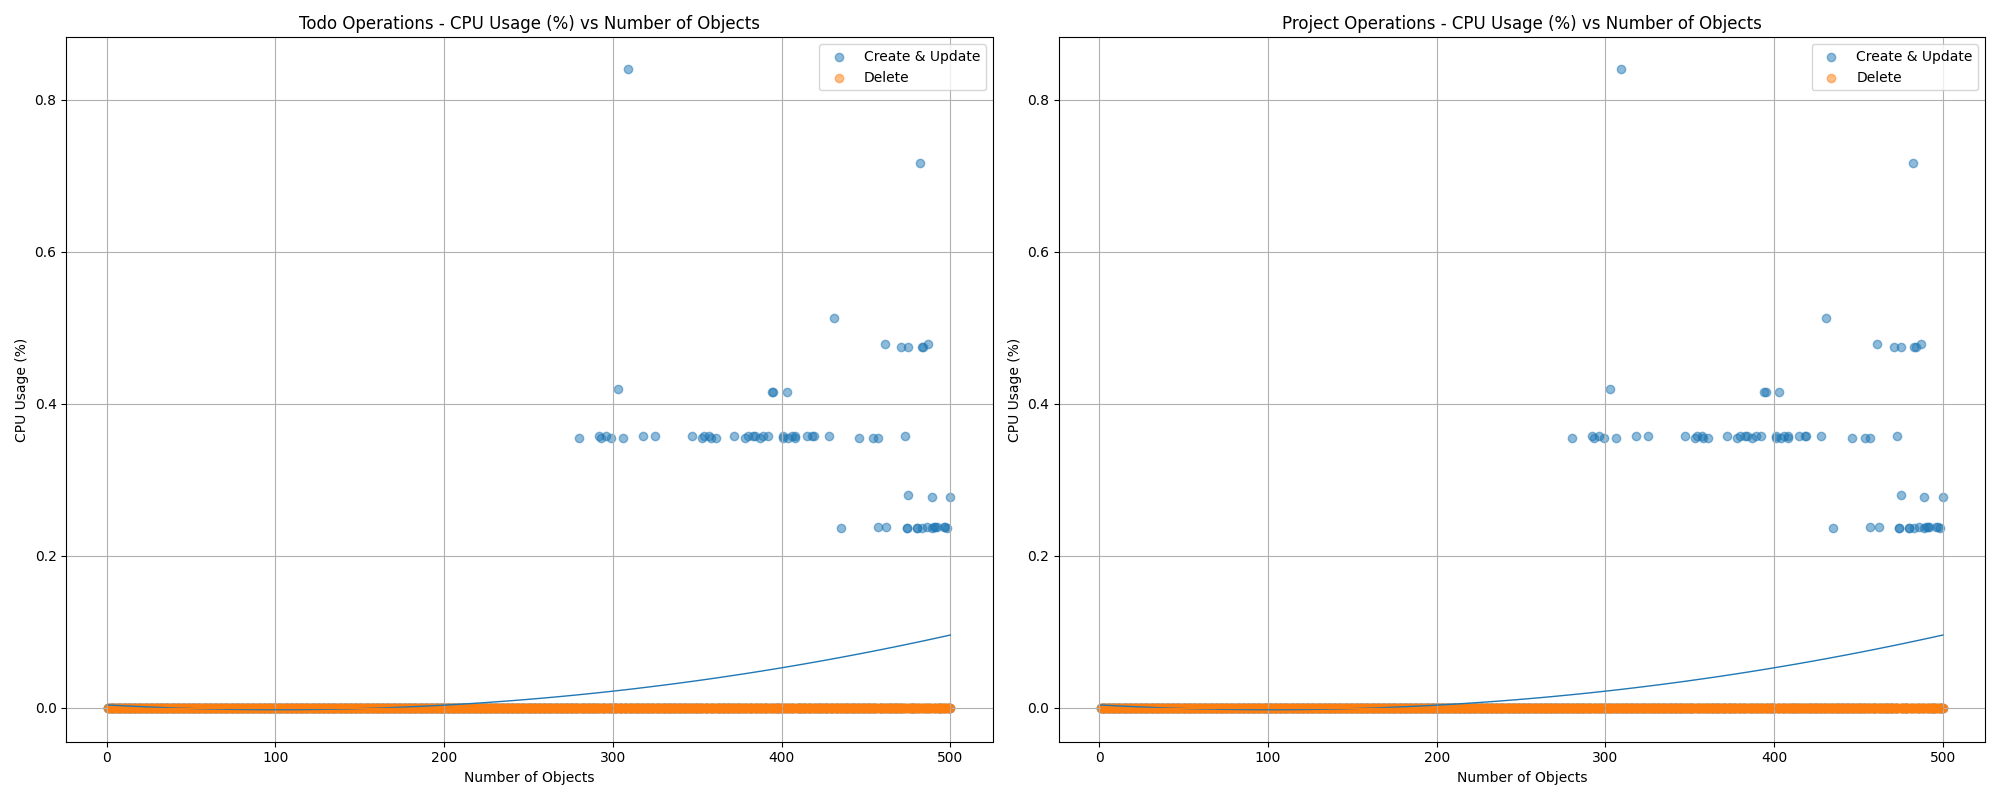 Todo Operations - CPU Usage (%) vs Number of Objects
Create & Update
Delete
CPU Usage (%)
0.8
0.6
0.4
0.2
0.0
0 100 200 300 400 500
Number of Objects
Project Operations - CPU Usage (%) vs Number of Objects
Create & Update
Delete
CPU Usage (%)
0.8
0.6
0.4
0.2
0.0
0 100 200 300 400 500
Number of Objects